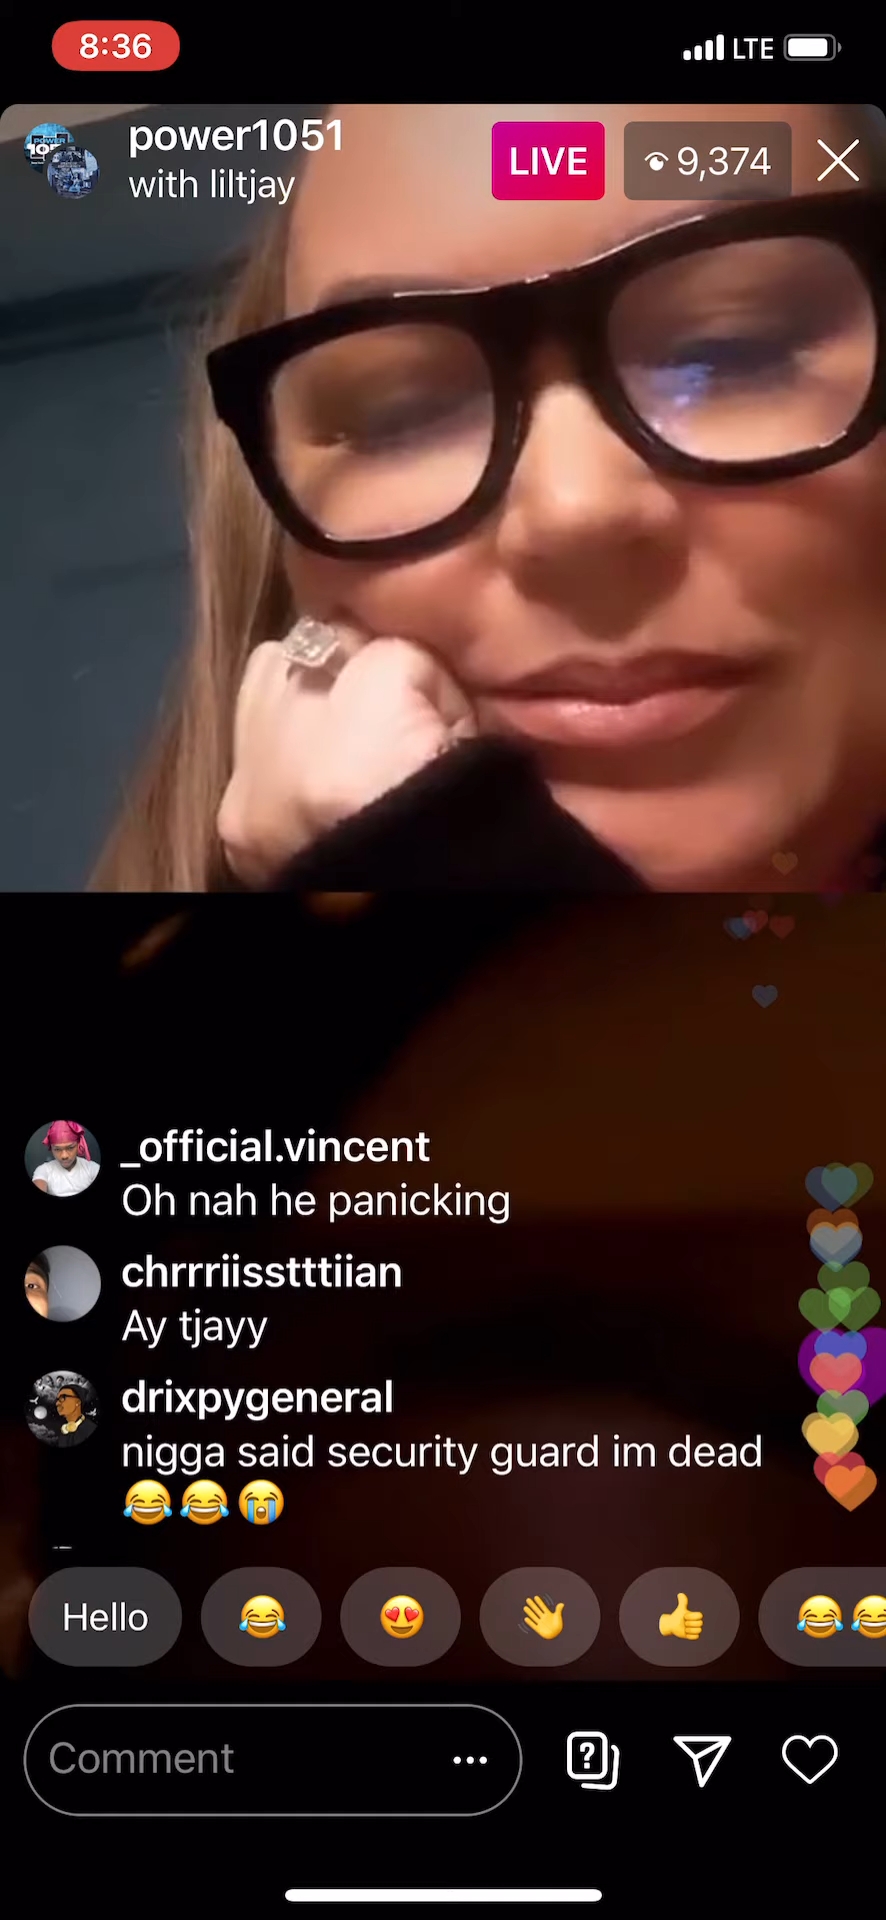 8:36
LTE
power1051
with liltjay
LIVE
9,374
POWER
_official.vincent
Oh nah he panicking
chrrriisstttiian
Ay tjayy
drixpygeneral
nigga said security guard im dead
😂😂😭
Hello
😂 😍 👋 👍 😂😂
Comment